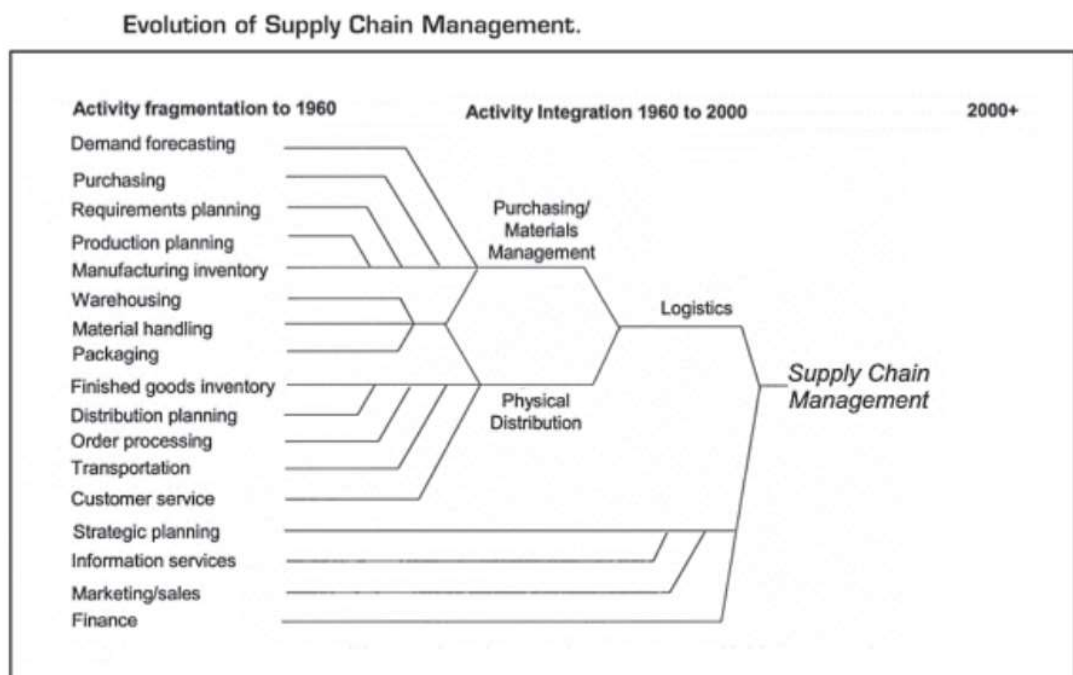 Evolution of Supply Chain Management.
Activity fragmentation to 1960
Activity Integration 1960 to 2000
2000+
Demand forecasting
Purchasing
Requirements planning
Production planning
Manufacturing inventory
Warehousing
Material handling
Packaging
Finished goods inventory
Distribution planning
Order processing
Transportation
Customer service
Strategic planning
Information services
Marketing/sales
Finance
Purchasing/
Materials
Management
Physical
Distribution
Logistics
Supply Chain
Management